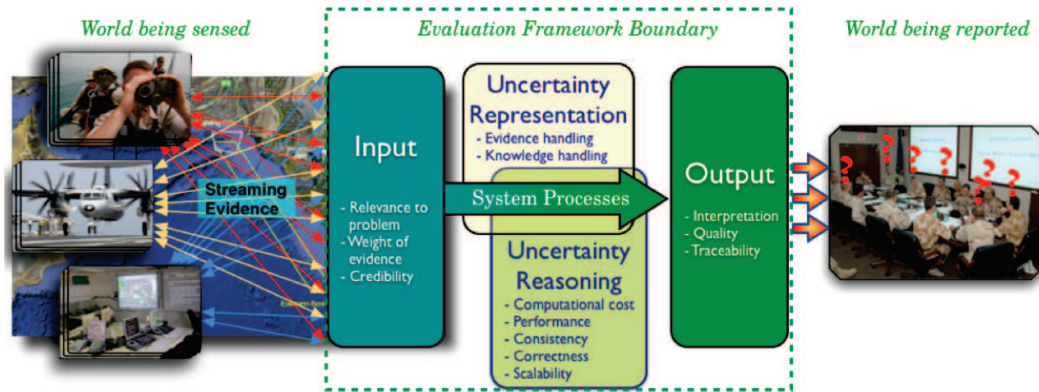 World being sensed
Evaluation Framework Boundary
World being reported
Streaming
Evidence
Input
- Relevance to
problem
- Weight of
evidence
- Credibility
Uncertainty
Representation
- Evidence handling
- Knowledge handling
System Processes
Uncertainty
Reasoning
- Computational cost
- Performance
- Consistency
- Correctness
- Scalability
Output
- Interpretation
- Quality
- Traceability
? ? ? ? ? ?